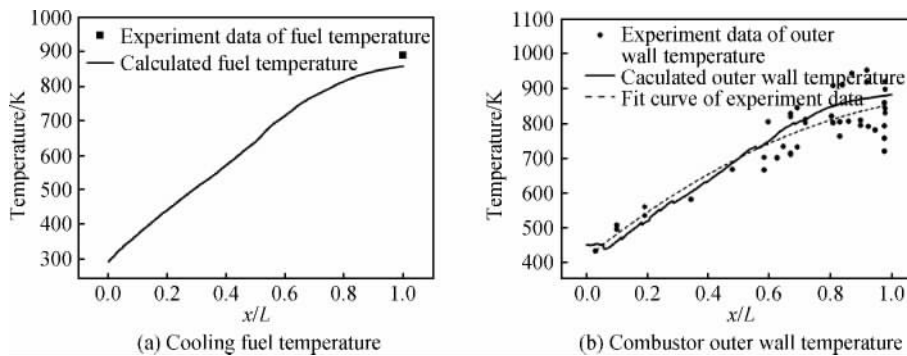 1000
900
800
700
600
500
400
300
Temperature/K
Experiment data of fuel temperature
Calculated fuel temperature
0.0 0.2 0.4 0.6 0.8 1.0
x/L
(a) Cooling fuel temperature
1100
1000
900
800
700
600
500
400
Temperature/K
Experiment data of outer
wall temperature
Caculated outer wall temperature
Fit curve of experiment data
0.0 0.2 0.4 0.6 0.8 1.0
x/L
(b) Combustor outer wall temperature